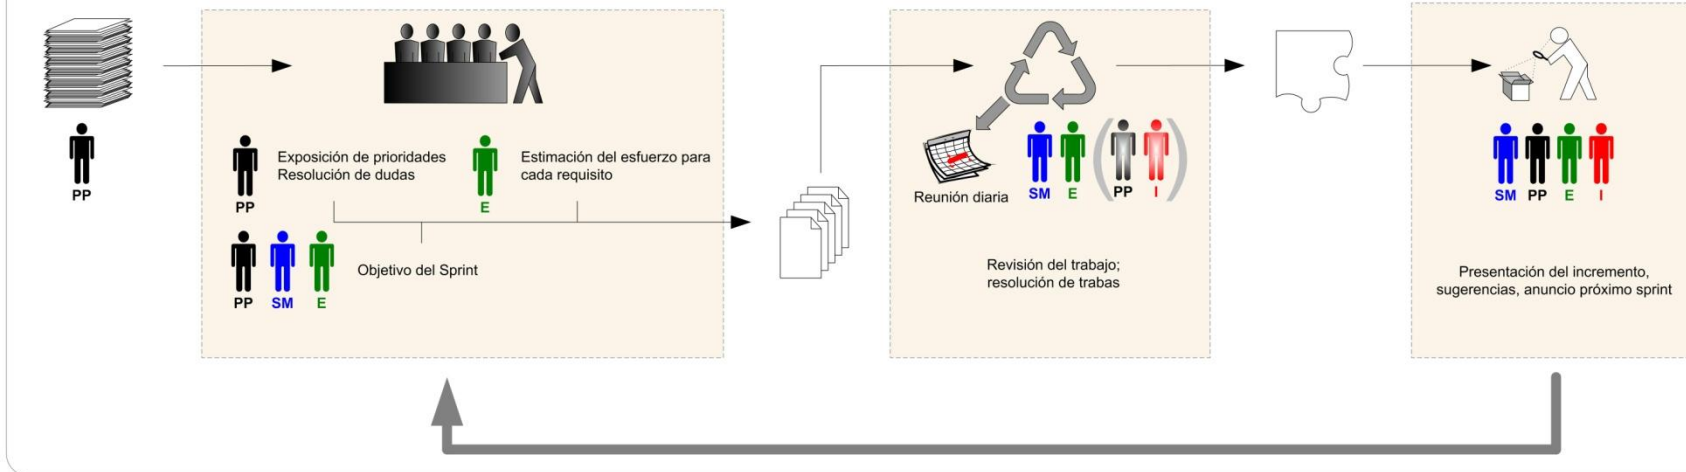 PP
PP
Exposición de prioridades
Resolución de dudas
E
Estimación del esfuerzo para
cada requisito
PP
SM
E
Objetivo del Sprint
Reunión diaria
SM
E
PP
I
Revisión del trabajo;
resolución de trabas
SM
PP
E
I
Presentación del incremento,
sugerencias, anuncio próximo sprint